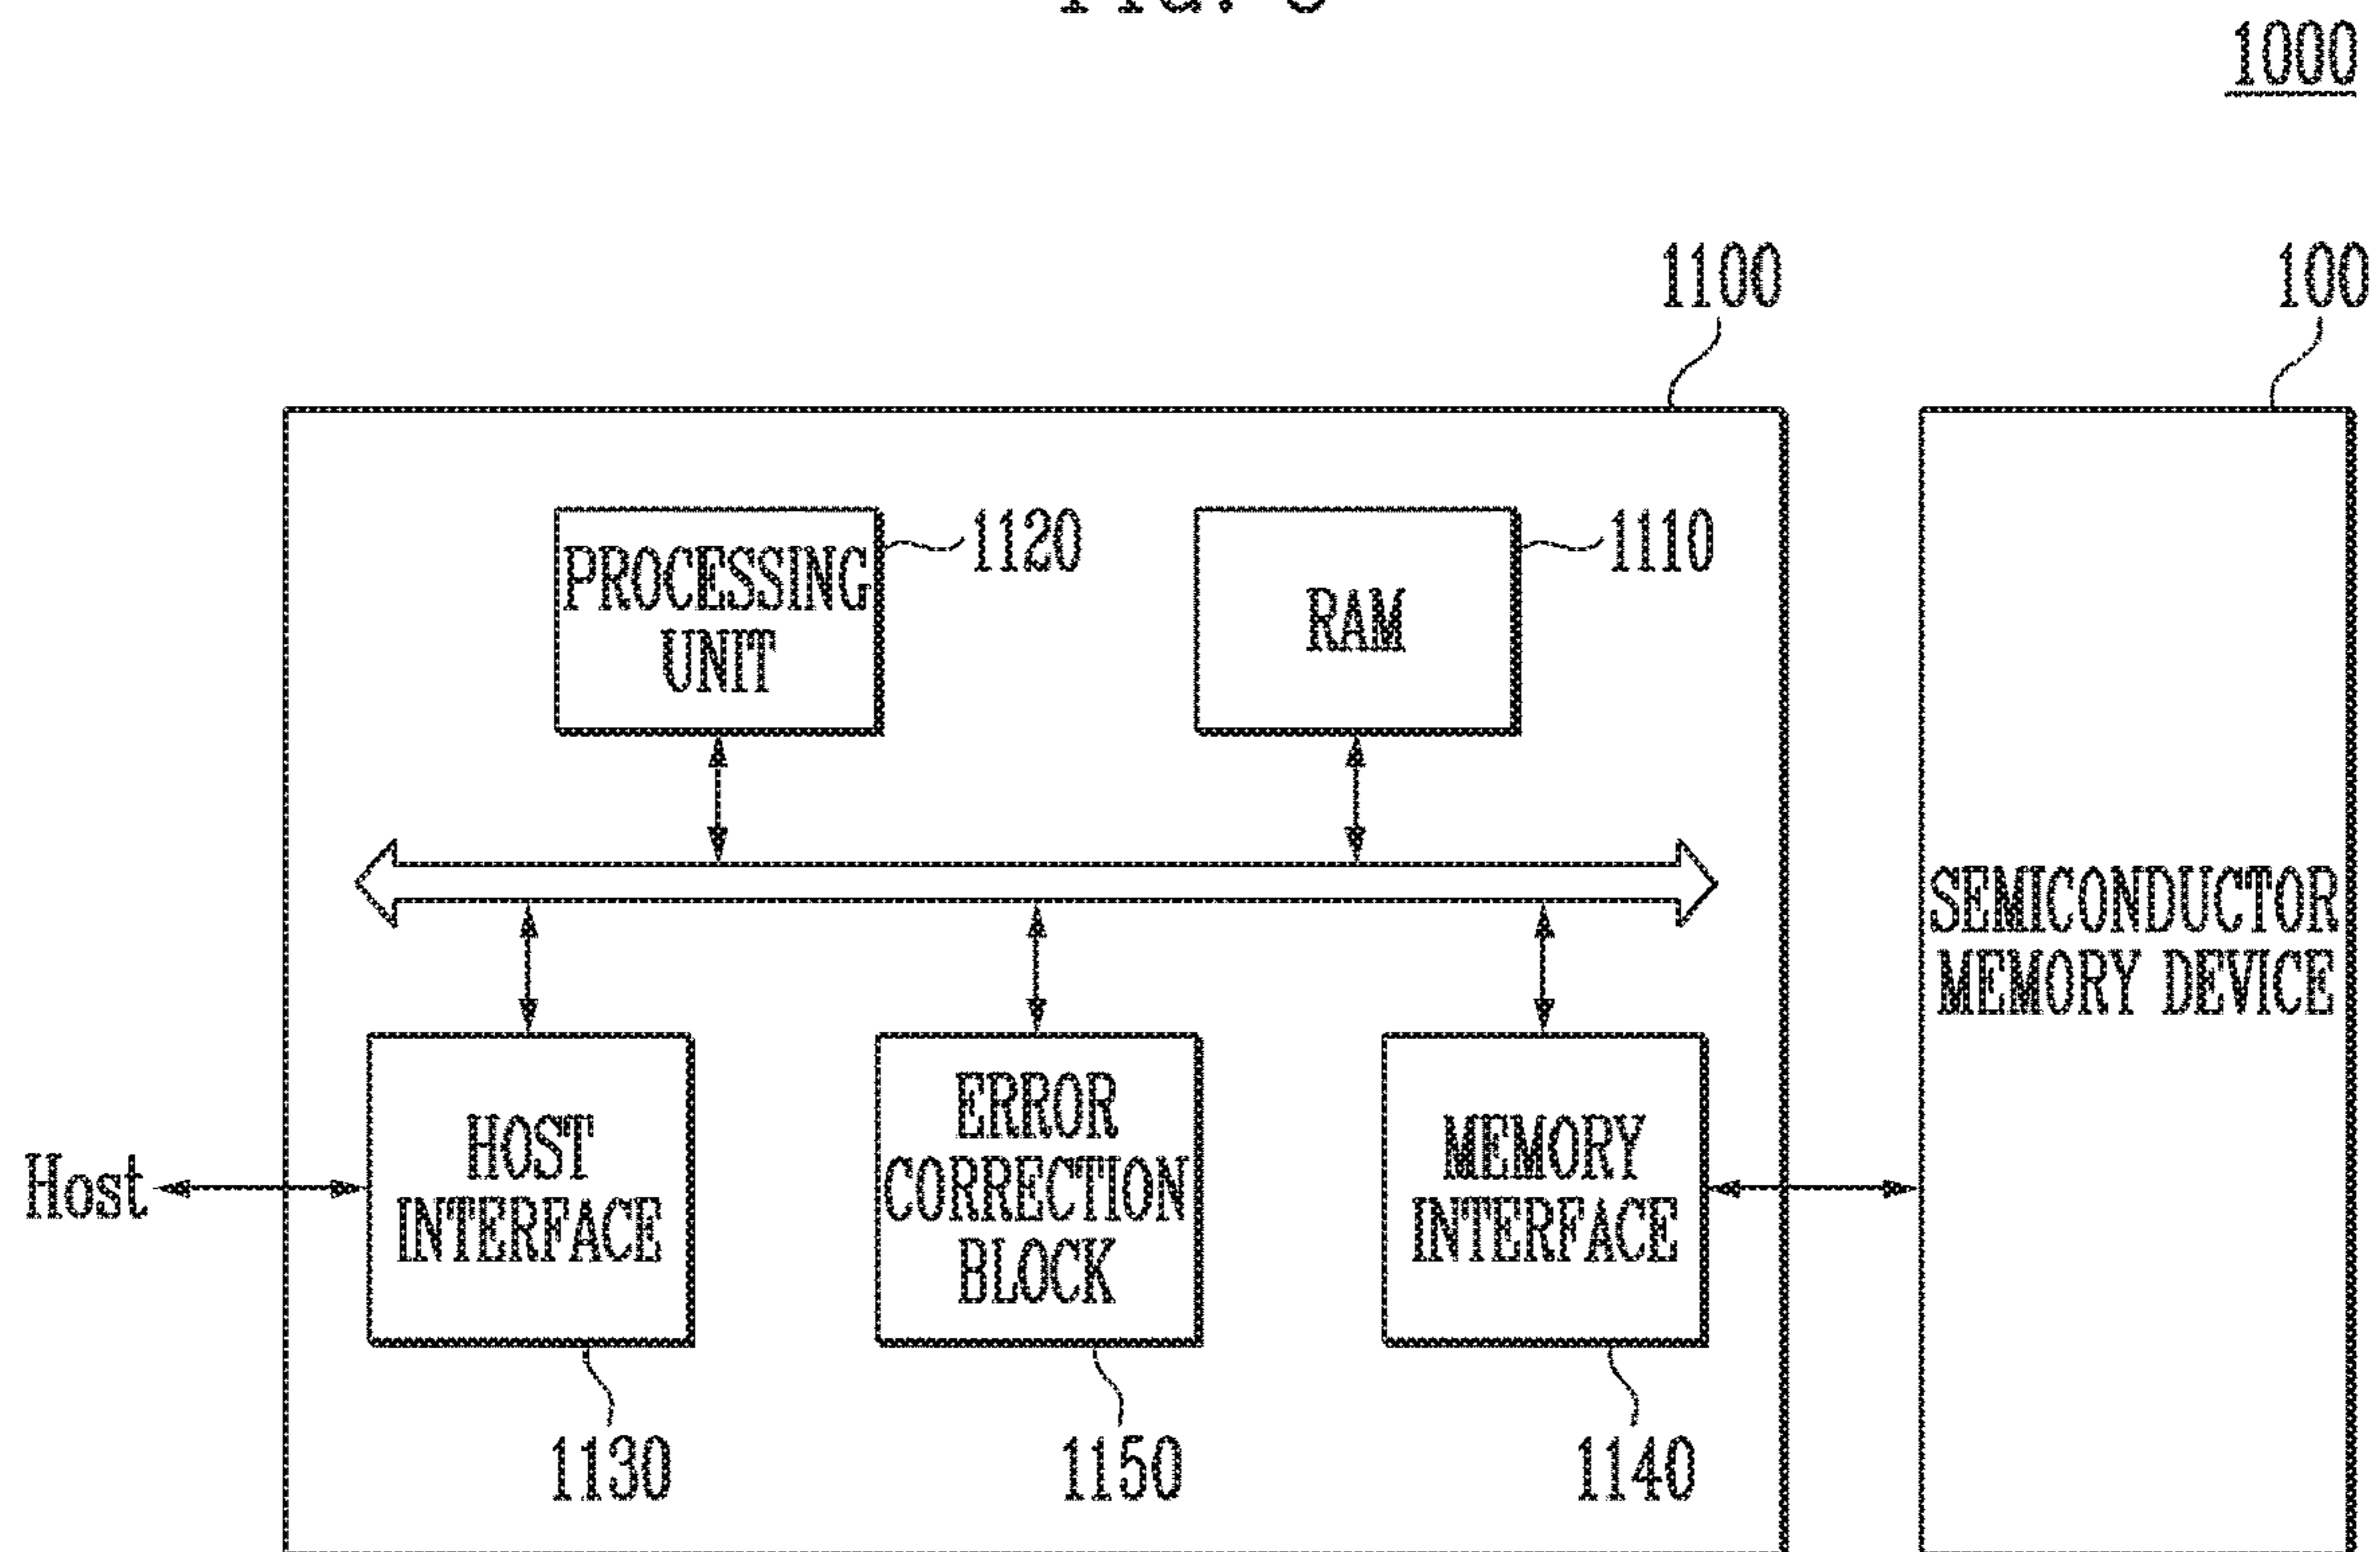 1000
1100
100
PROCESSING
UNIT
1120
RAM
1110
SEMICONDUCTOR
MEMORY DEVICE
Host
HOST
INTERFACE
ERROR
CORRECTION
BLOCK
MEMORY
INTERFACE
1130
1150
1140